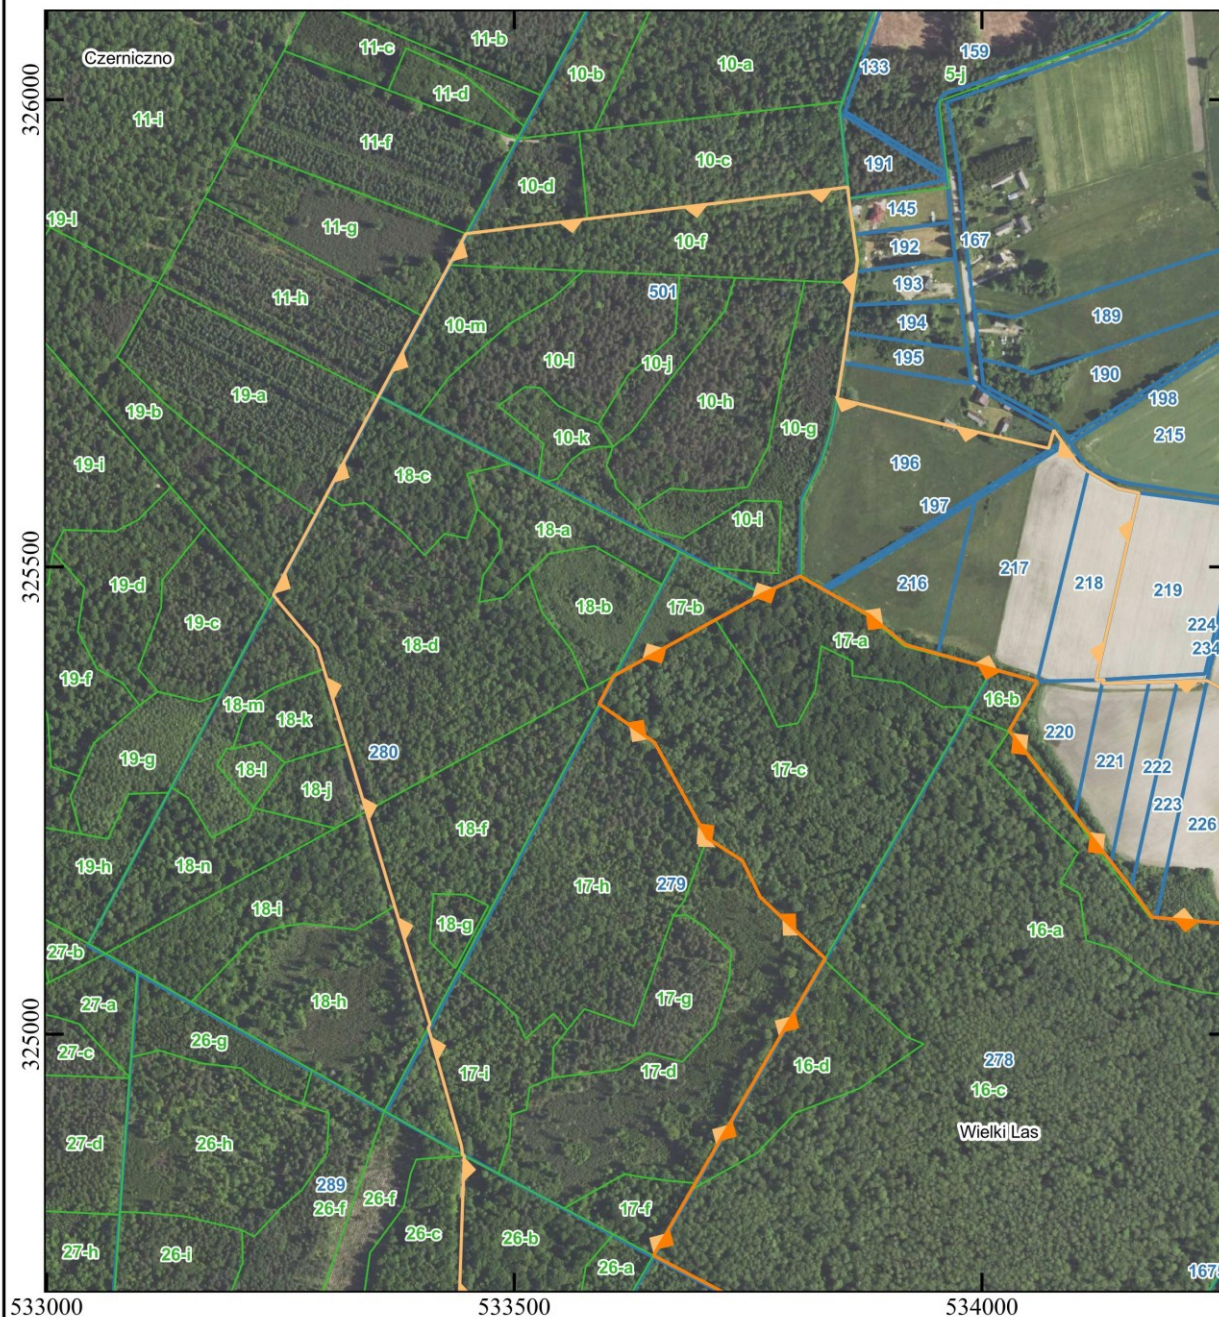 Czerniczno
11-c
11-b
10-b
10-a
133
159
5-j
326000
11-d
11-i
11-f
10-c
191
10-d
19-l
11-g
145
10-f
192
167
193
501
11-h
10-m
194
189
195
10-l
10-j
190
19-a
19-b
10-h
198
10-k
10-g
215
19-i
18-c
196
197
10-i
18-a
325500
217
19-d
216
218
219
18-b
17-b
19-c
224
18-d
17-a
234
19-f
18-m
18-k
16-b
280
220
19-g
18-l
17-c
221
222
18-j
223
18-f
226
19-h
18-n
17-h
279
18-i
18-g
16-a
27-b
27-a
18-h
17-g
325000
26-g
27-c
278
17-i
17-d
16-d
16-c
Wielki Las
27-d
26-h
289
26-f
26-f
17-f
26-c
26-b
27-h
26-i
26-a
167
533000
533500
534000